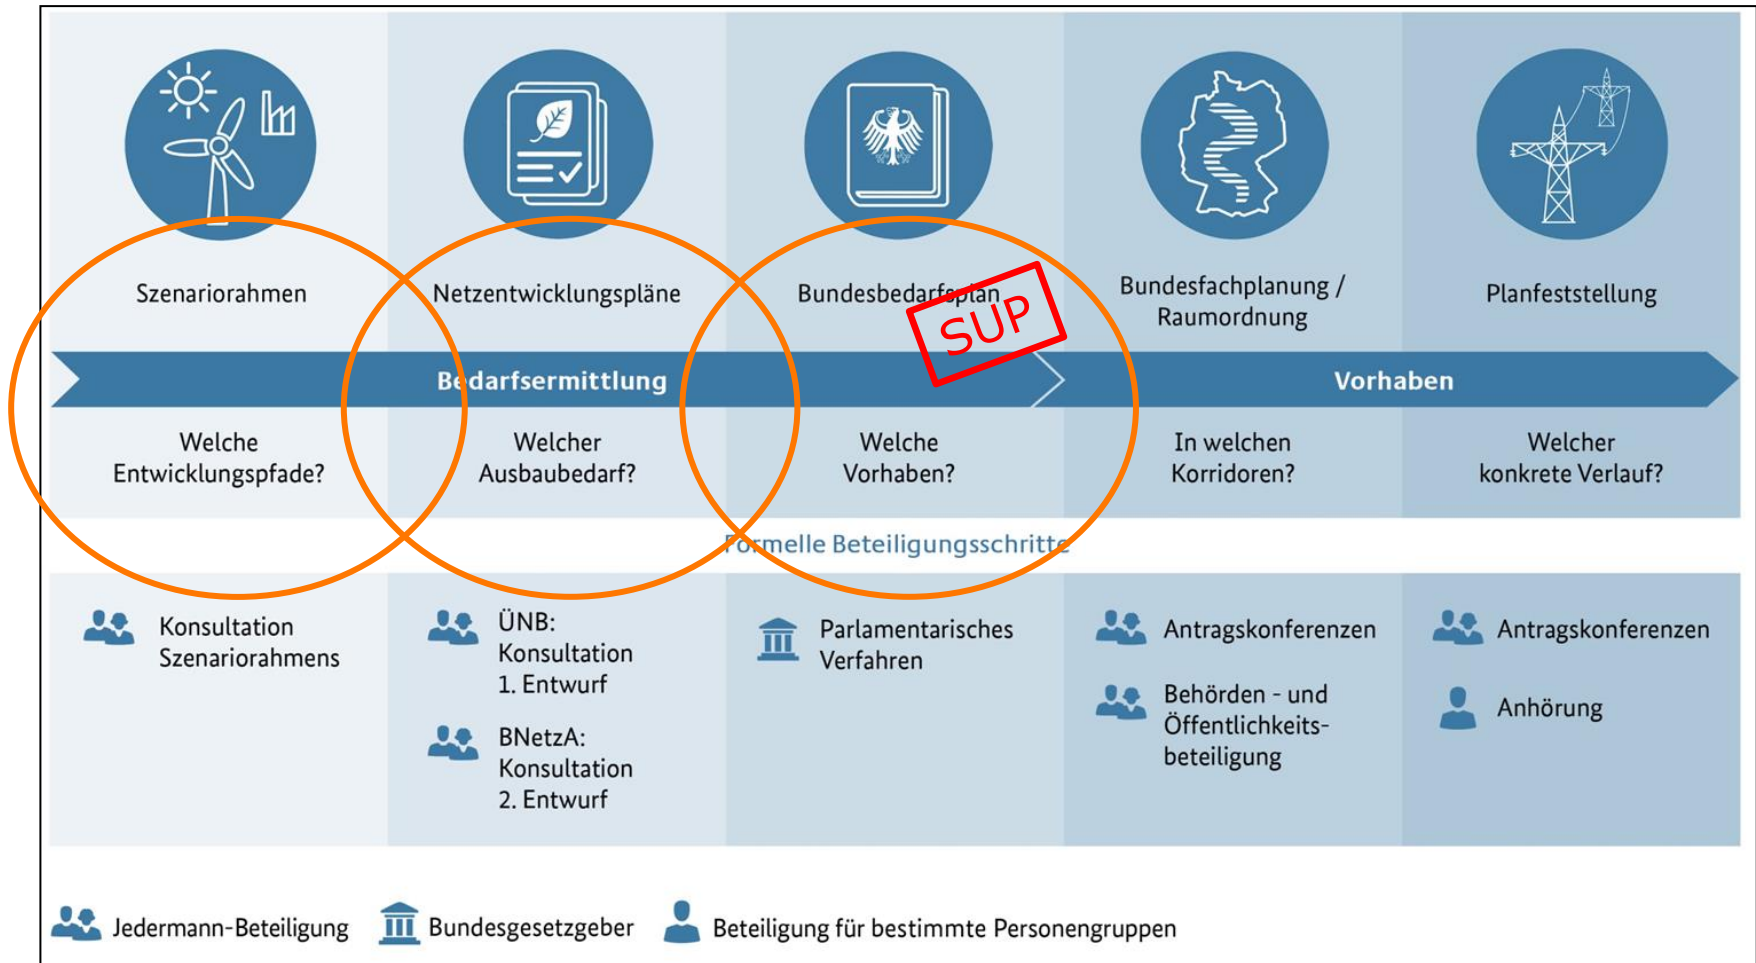 Szenariorahmen
Netzentwicklungspläne
Bundesbedarfsplan
SUP
Bundesfachplanung /
Raumordnung
Planfeststellung
Bedarfsermittlung
Vorhaben
Welche
Entwicklungspfade?
Welcher
Ausbaubedarf?
Welche
Vorhaben?
In welchen
Korridoren?
Welcher
konkrete Verlauf?
Formelle Beteiligungsschritte
Konsultation
Szenariorahmens
ÜNB:
Konsultation
1. Entwurf
BNetzA:
Konsultation
2. Entwurf
Parlamentarisches
Verfahren
Antragskonferenzen
Behörden - und
Öffentlichkeits-
beteiligung
Antragskonferenzen
Anhörung
Jedermann-Beteiligung
Bundesgesetzgeber
Beteiligung für bestimmte Personengruppen